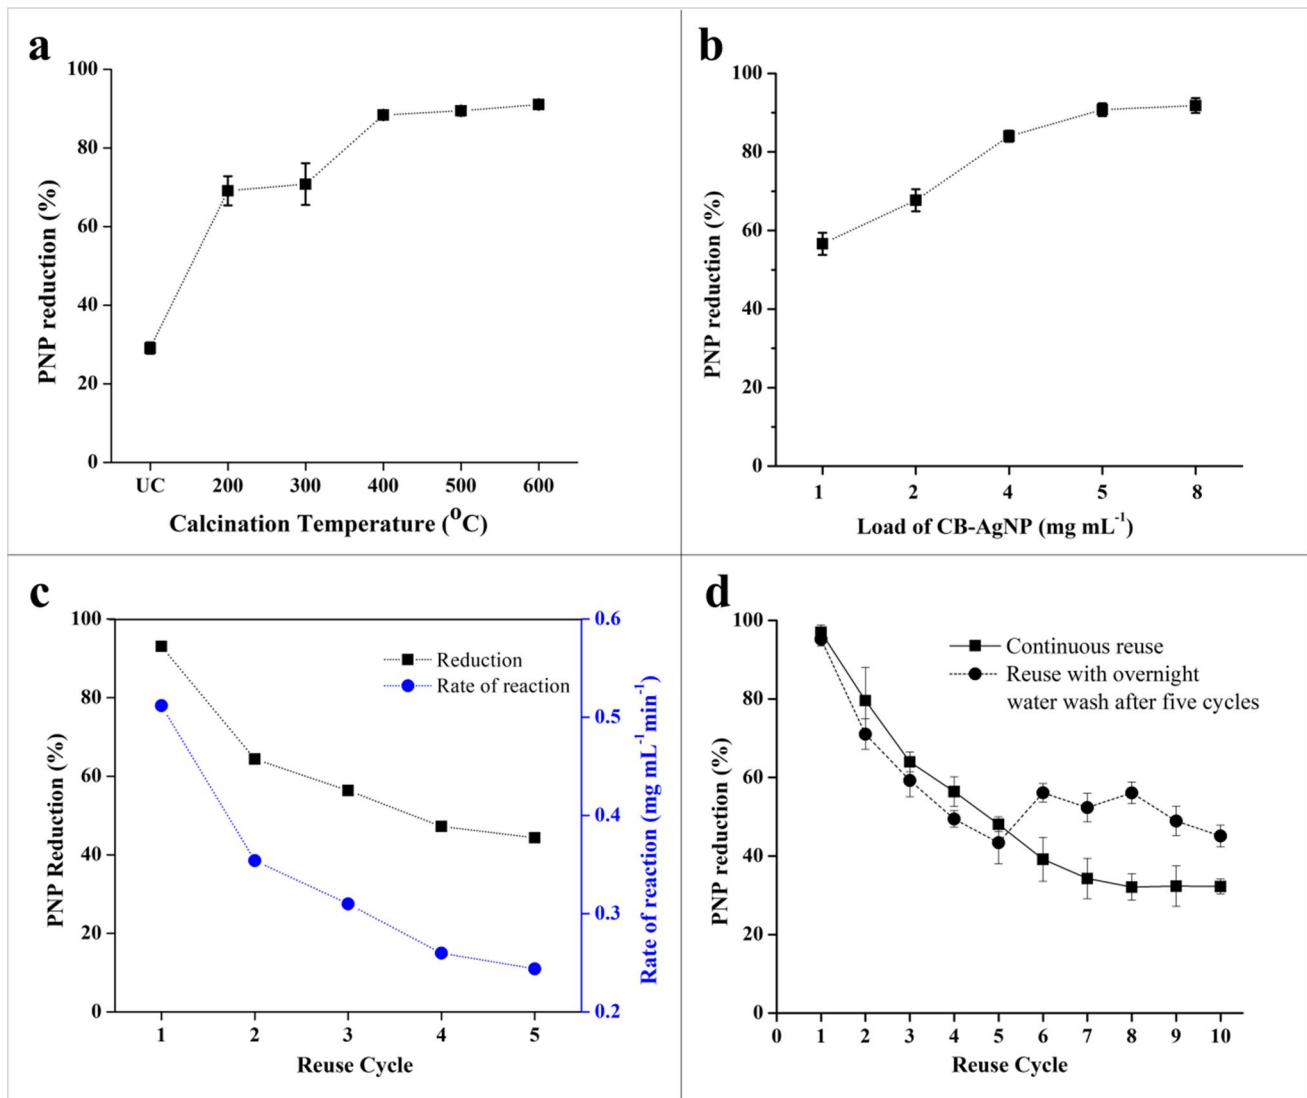 a
100
80
60
40
20
0
PNP reduction (%)
UC 200 300 400 500 600
Calcination Temperature (°C)
b
100
80
60
40
20
0
PNP reduction (%)
1 2 4 5 8
Load of CB-AgNP (mg mL⁻¹)
c
100
80
60
40
20
0
PNP Reduction (%)
Reduction
Rate of reaction
0.6
0.5
0.4
0.3
0.2
Rate of reaction (mg mL⁻¹min⁻¹)
1 2 3 4 5
Reuse Cycle
d
100
80
60
40
20
0
PNP reduction (%)
Continuous reuse
Reuse with overnight
water wash after five cycles
0 1 2 3 4 5 6 7 8 9 10
Reuse Cycle